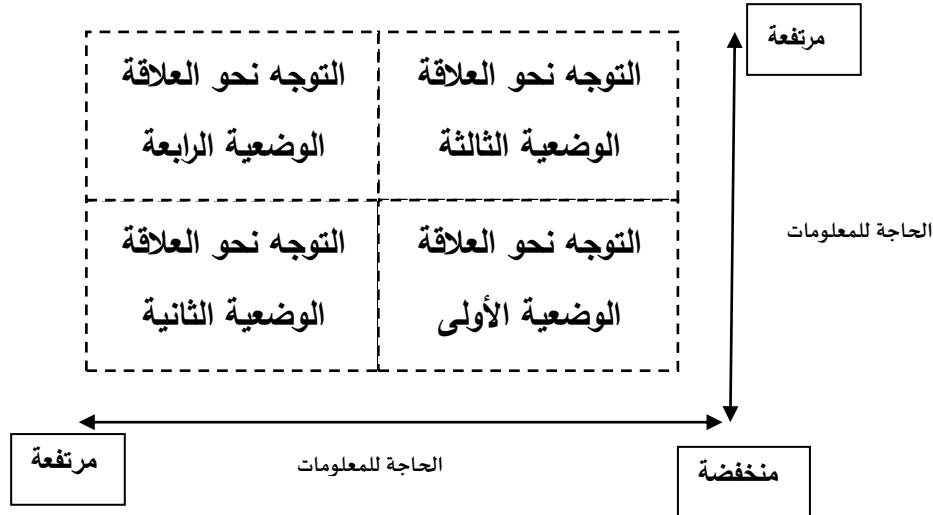 مرتفعة
التوجه نحو العلاقة
الوضعية الثالثة
التوجه نحو العلاقة
الوضعية الرابعة
الحاجة للمعلومات
التوجه نحو العلاقة
الوضعية الأولى
التوجه نحو العلاقة
الوضعية الثانية
منخفضة
الحاجة للمعلومات
مرتفعة